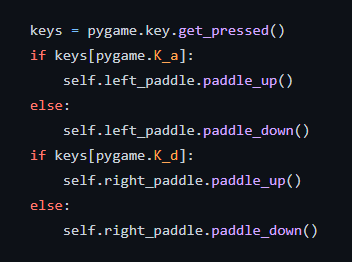 keys = pygame.key.get_pressed()
if keys[pygame.K_a]:
    self.left_paddle.paddle_up()
else:
    self.left_paddle.paddle_down()
if keys[pygame.K_d]:
    self.right_paddle.paddle_up()
else:
    self.right_paddle.paddle_down()